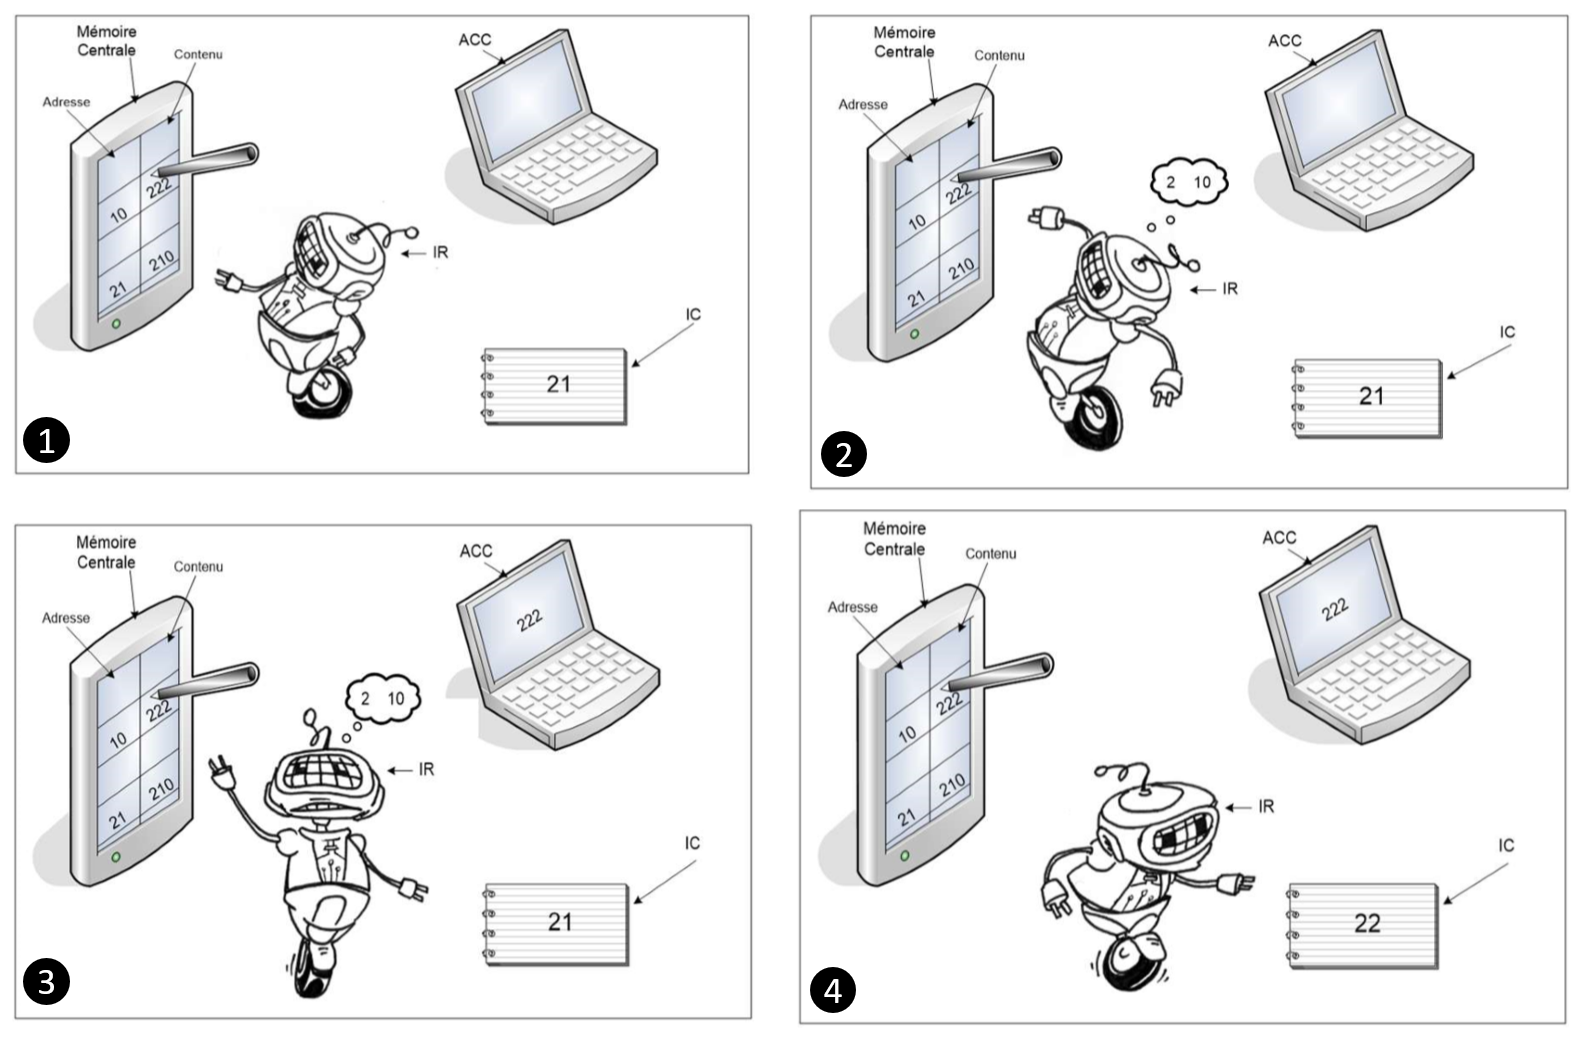 Mémoire
Centrale
Contenu
Adresse
ACC
222
10
210
21
IR
IC
21
1
Mémoire
Centrale
Contenu
Adresse
ACC
2 10
222
10
210
21
IR
IC
21
2
Mémoire
Centrale
Contenu
Adresse
ACC
222
2 10
222
10
210
21
IR
IC
21
3
Mémoire
Centrale
Contenu
Adresse
ACC
222
222
10
210
21
IR
IC
22
4